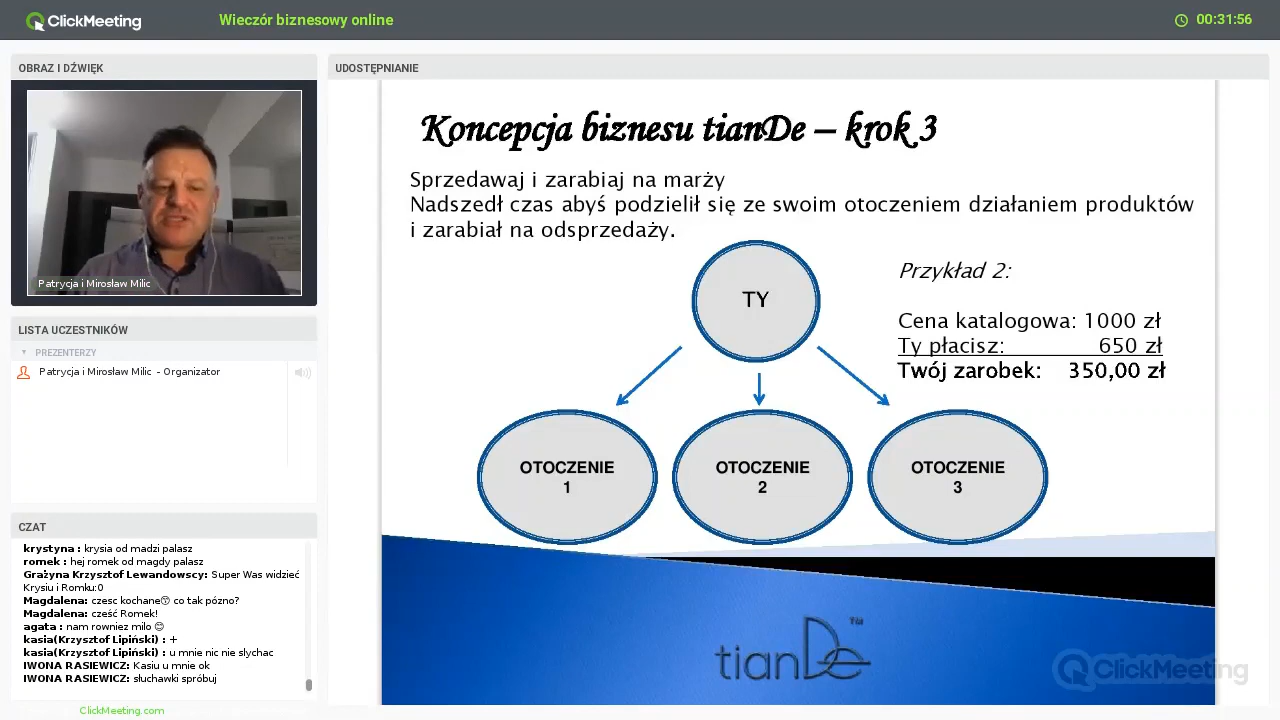 ClickMeeting
Wieczór biznesowy online
00:31:56
OBRAZ I DŹWIĘK
UDOSTĘPNIANIE
Patrycja i Mirosław Milic
LISTA UCZESTNIKÓW
PREZENTERZY
Patrycja i Mirosław Milic - Organizator
CZAT
krystyna : krysia od madzi palasz
romek : hej romek od magdy palasz
Grażyna Krzysztof Lewandowscy: Super Was widzieć
Krysiu i Romku:0
Magdalena: czesc kochane😙 co tak pózno?
Magdalena: cześć Romek!
agata : nam rowniez milo 😊
kasia(Krzysztof Lipiński) : +
kasia(Krzysztof Lipiński) : u mnie nic nie slychac
IWONA RASIEWICZ: Kasiu u mnie ok
IWONA RASIEWICZ: słuchawki spróbuj
ClickMeeting.com
Koncepcja biznesu tianDe – krok 3
Sprzedawaj i zarabiaj na marży
Nadszedł czas abyś podzielił się ze swoim otoczeniem działaniem produktów
i zarabiał na odsprzedaży.
TY
Przykład 2:
Cena katalogowa: 1000 zł
Ty płacisz: 650 zł
Twój zarobek: 350,00 zł
OTOCZENIE
1
OTOCZENIE
2
OTOCZENIE
3
tianDe™
ClickMeeting